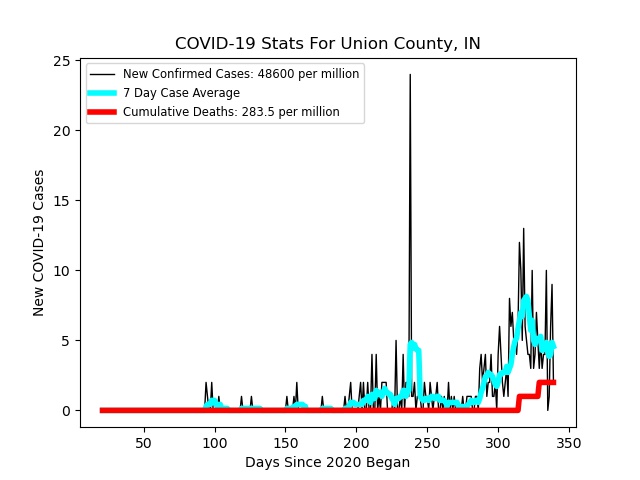 COVID-19 Stats For Union County, IN
New Confirmed Cases: 48600 per million
7 Day Case Average
Cumulative Deaths: 283.5 per million
New COVID-19 Cases
25
20
15
10
5
0
50 100 150 200 250 300 350
Days Since 2020 Began